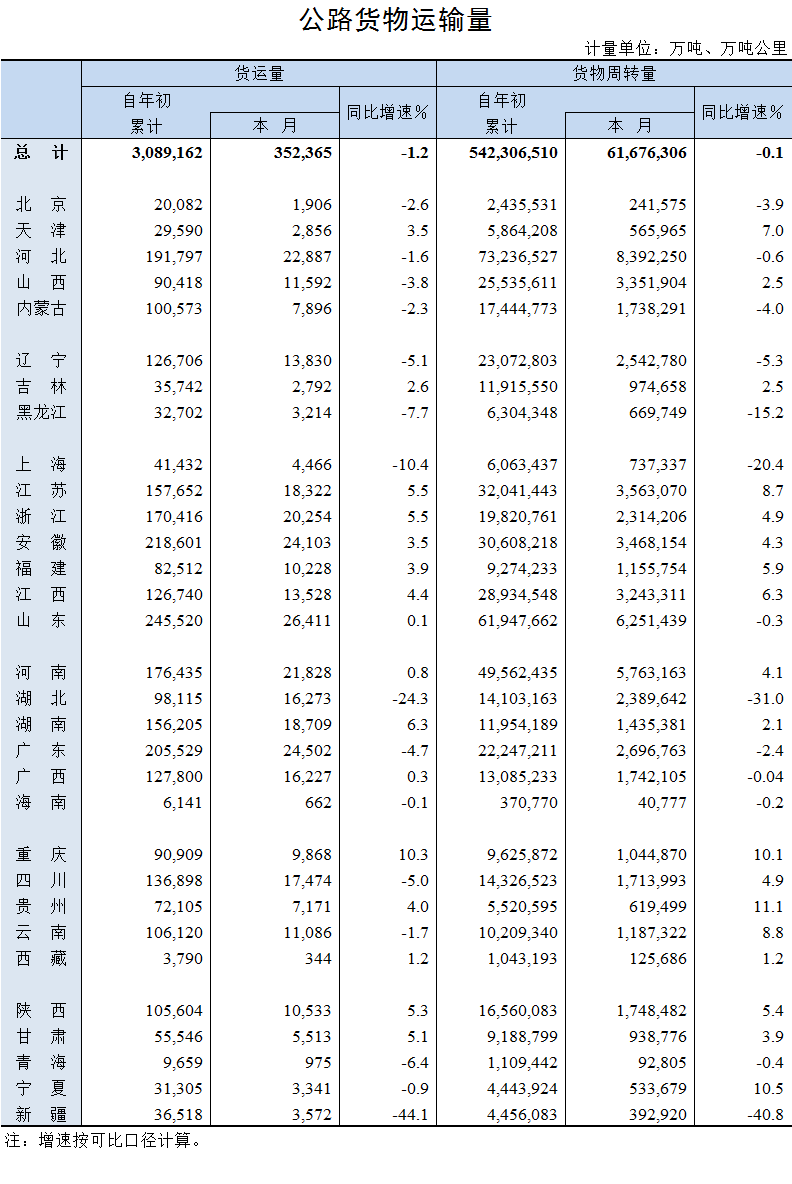 公路货物运输量
计量单位：万吨、万吨公里
货运量 货物周转量
自年初累计 本 月 同比增速% 自年初累计 本 月 同比增速%
总 计 3,089,162 352,365 -1.2 542,306,510 61,676,306 -0.1
北 京 20,082 1,906 -2.6 2,435,531 241,575 -3.9
天 津 29,590 2,856 3.5 5,864,208 565,965 7.0
河 北 191,797 22,887 -1.6 73,236,527 8,392,250 -0.6
山 西 90,418 11,592 -3.8 25,535,611 3,351,904 2.5
内蒙古 100,573 7,896 -2.3 17,444,773 1,738,291 -4.0
辽 宁 126,706 13,830 -5.1 23,072,803 2,542,780 -5.3
吉 林 35,742 2,792 2.6 11,915,550 974,658 2.5
黑龙江 32,702 3,214 -7.7 6,304,348 669,749 -15.2
上 海 41,432 4,466 -10.4 6,063,437 737,337 -20.4
江 苏 157,652 18,322 5.5 32,041,443 3,563,070 8.7
浙 江 170,416 20,254 5.5 19,820,761 2,314,206 4.9
安 徽 218,601 24,103 3.5 30,608,218 3,468,154 4.3
福 建 82,512 10,228 3.9 9,274,233 1,155,754 5.9
江 西 126,740 13,528 4.4 28,934,548 3,243,311 6.3
山 东 245,520 26,411 0.1 61,947,662 6,251,439 -0.3
河 南 176,435 21,828 0.8 49,562,435 5,763,163 4.1
湖 北 98,115 16,273 -24.3 14,103,163 2,389,642 -31.0
湖 南 156,205 18,709 6.3 11,954,189 1,435,381 2.1
广 东 205,529 24,502 -4.7 22,247,211 2,696,763 -2.4
广 西 127,800 16,227 0.3 13,085,233 1,742,105 -0.04
海 南 6,141 662 -0.1 370,770 40,777 -0.2
重 庆 90,909 9,868 10.3 9,625,872 1,044,870 10.1
四 川 136,898 17,474 -5.0 14,326,523 1,713,993 4.9
贵 州 72,105 7,171 4.0 5,520,595 619,499 11.1
云 南 106,120 11,086 -1.7 10,209,340 1,187,322 8.8
西 藏 3,790 344 1.2 1,043,193 125,686 1.2
陕 西 105,604 10,533 5.3 16,560,083 1,748,482 5.4
甘 肃 55,546 5,513 5.1 9,188,799 938,776 3.9
青 海 9,659 975 -6.4 1,109,442 92,805 -0.4
宁 夏 31,305 3,341 -0.9 4,443,924 533,679 10.5
新 疆 36,518 3,572 -44.1 4,456,083 392,920 -40.8
注：增速按可比口径计算。